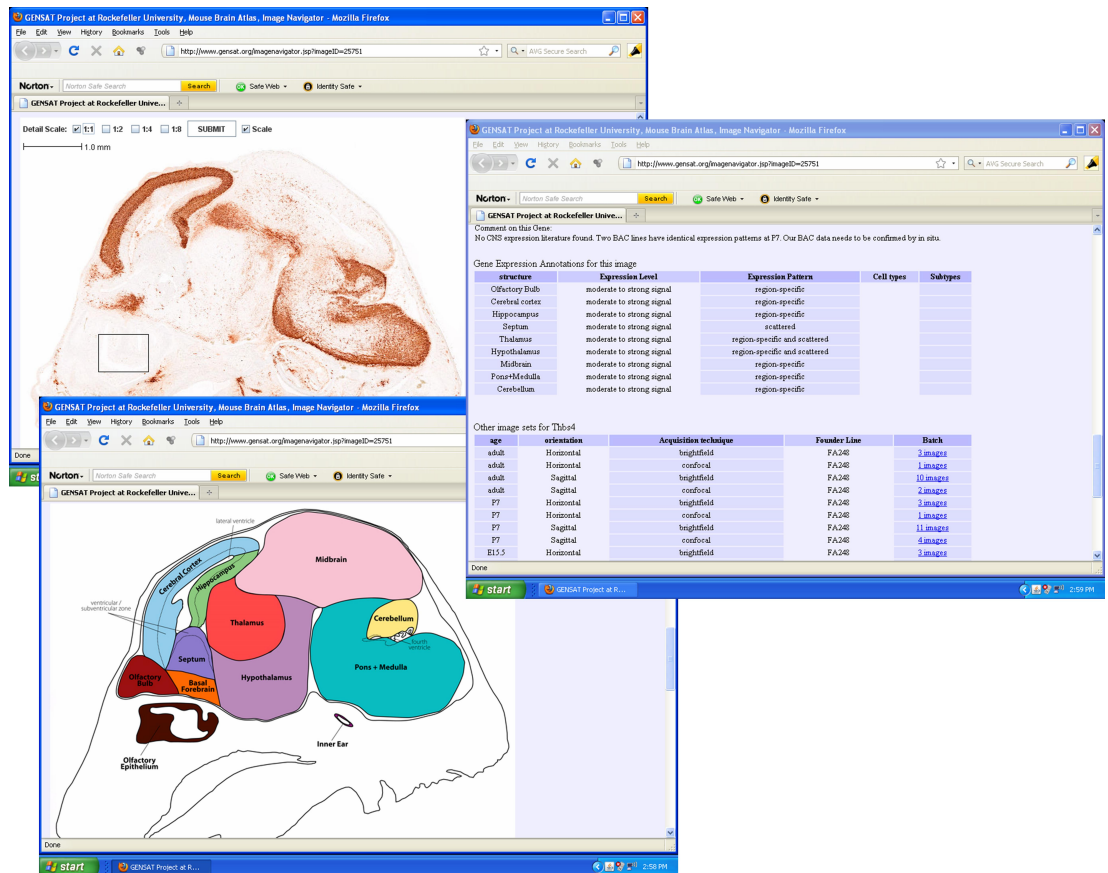 GENSAT Project at Rockefeller University, Mouse Brain Atlas, Image Navigator - Mozilla Firefox
File Edit View History Bookmarks Tools Help
http://www.gensat.org/imagenavigator.jsp?imageID=25751
AVG Secure Search
Norton Norton Safe Search Search Safe Web Identity Safe
GENSAT Project at Rockefeller Unive...
Detail Scale: 1:1 1:2 1:4 1:8 SUBMIT Scale
1.0 mm
Done
st
GENSAT Project at Rockefeller University, Mouse Brain Atlas, Image Navigator - Mozilla Firefox
File Edit View History Bookmarks Tools Help
http://www.gensat.org/imagenavigator.jsp?imageID=25751
AVG Secure Search
Norton Norton Safe Search Search Safe Web Identity Safe
GENSAT Project at Rockefeller Unive...
Comment on this Gene:
No CNS expression literature found. Two BAC lines have identical expression patterns at P7. Our BAC data needs to be confirmed by in situ.
Gene Expression Annotations for this image
structure Expression Level Expression Pattern Cell types Subtypes
Olfactory Bulb moderate to strong signal region-specific
Cerebral cortex moderate to strong signal region-specific
Hippocampus moderate to strong signal region-specific
Septum moderate to strong signal scattered
Thalamus moderate to strong signal region-specific and scattered
Hypothalamus moderate to strong signal region-specific and scattered
Midbrain moderate to strong signal region-specific
Pons+Medulla moderate to strong signal region-specific
Cerebellum moderate to strong signal region-specific
Other image sets for Thbs4
age orientation Acquisition technique Founder Line Batch
adult Horizontal brightfield FA248 3 images
adult Horizontal confocal FA248 1 images
adult Sagittal brightfield FA248 10 images
adult Sagittal confocal FA248 2 images
P7 Horizontal brightfield FA248 3 images
P7 Horizontal confocal FA248 1 images
P7 Sagittal brightfield FA248 11 images
P7 Sagittal confocal FA248 4 images
E15.5 Horizontal brightfield FA248 3 images
Done
start GENSAT Project at R... 2:59 PM
GENSAT Project at Rockefeller University, Mouse Brain Atlas, Image Navigator - Mozilla Firefox
File Edit View History Bookmarks Tools Help
http://www.gensat.org/imagenavigator.jsp?imageID=25751
Norton Norton Safe Search Search Safe Web Identity Safe
GENSAT Project at Rockefeller Unive...
lateral ventricle
Midbrain
Cerebral Cortex
Hippocampus
ventricular /
subventricular zone
Thalamus
Cerebellum
fourth
ventricle
Septum
Pons + Medulla
Olfactory
Bulb
Basal
Forebrain
Hypothalamus
Inner Ear
Olfactory
Epithelium
Done
start GENSAT Project at R... 2:58 PM